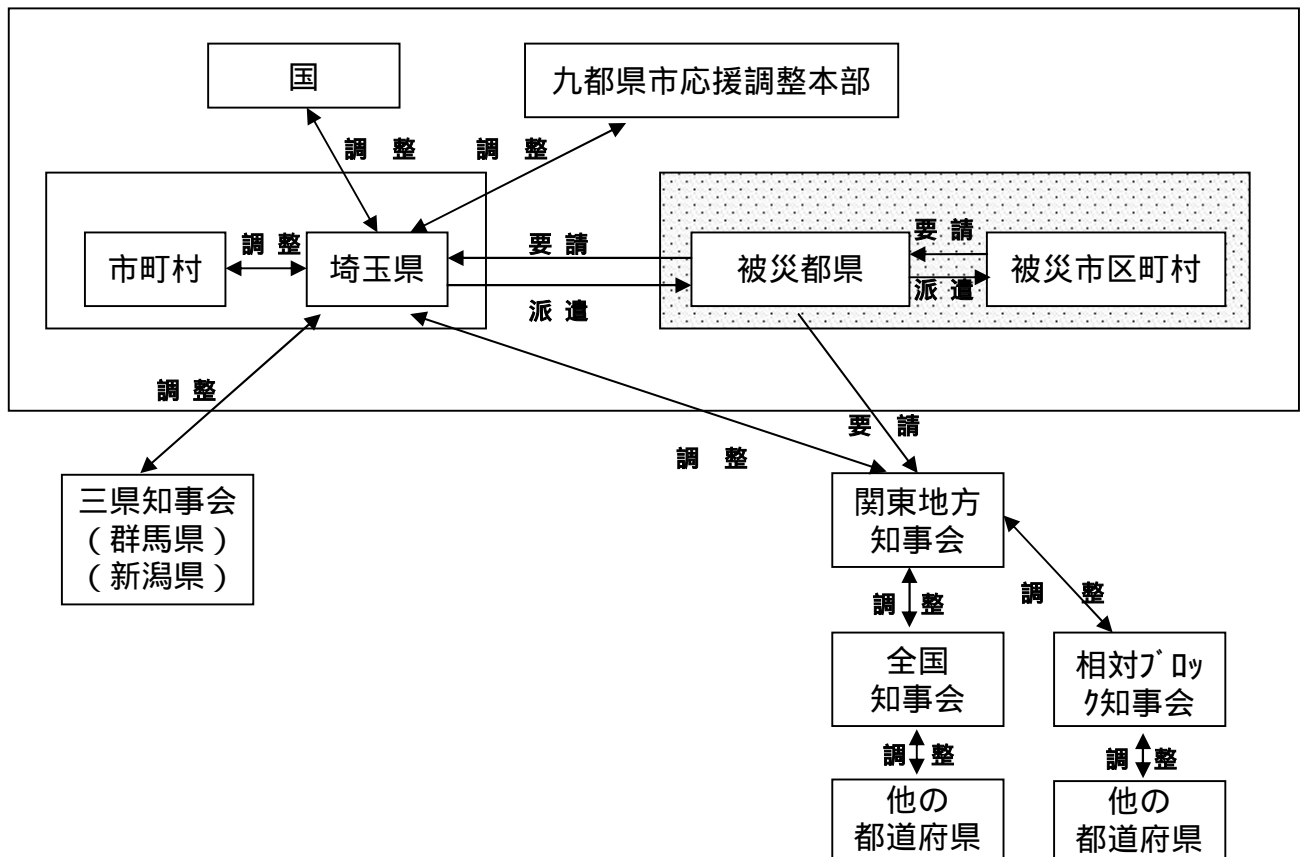 国
九都県市応援調整本部
調 整
調 整
市町村
調 整
埼玉県
要 請
派 遣
被災都県
要 請
派 遣
被災市区町村
調 整
調 整
要 請
三県知事会
(群馬県)
(新潟県)
関東地方
知事会
調 整
調 整
全国
知事会
相対ﾌﾞﾛｯ
ｸ知事会
調 整
調 整
他の
都道府県
他の
都道府県